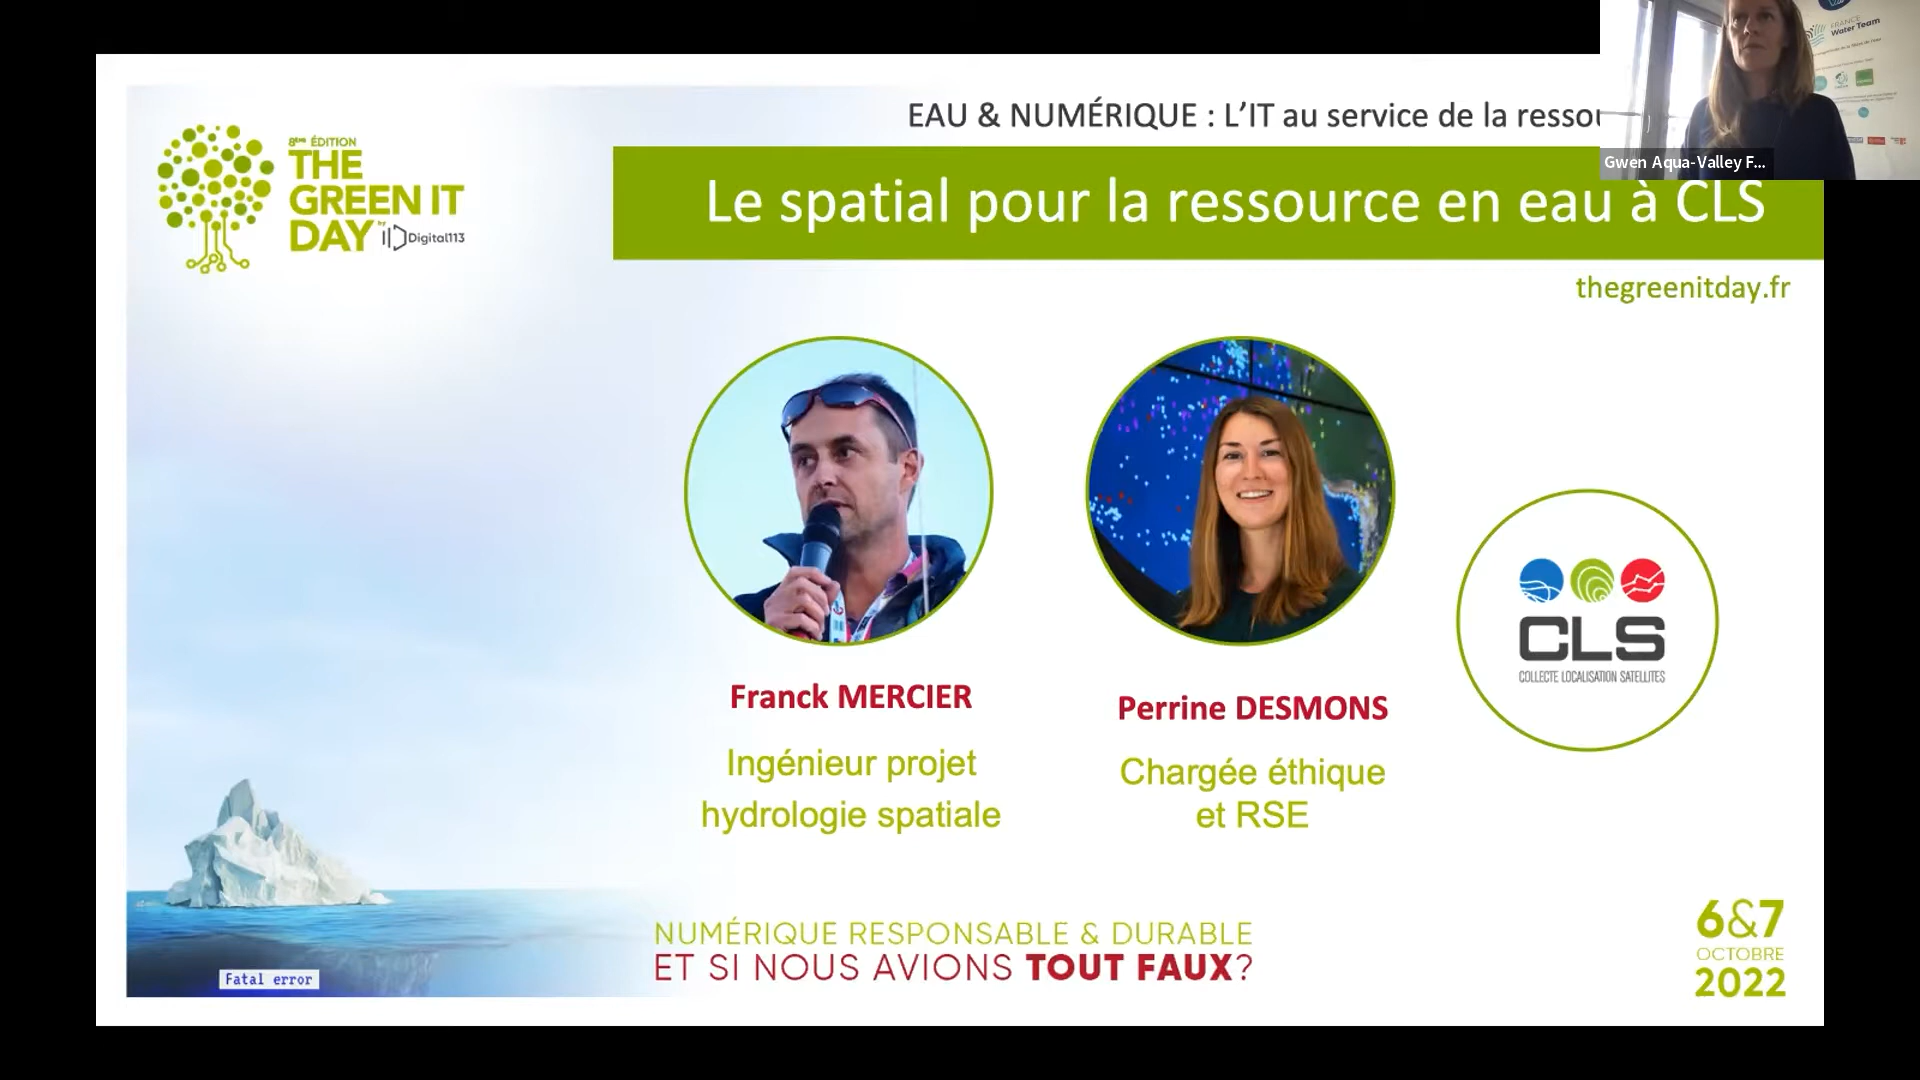 EAU & NUMÉRIQUE : L’IT au service de la
FRANCE
Water Team
Gwen Aqua-Valley F...
8ème ÉDITION
THE
GREEN IT
DAY by Digital113
Le spatial pour la ressource en eau à CLS
thegreenitday.fr
CLS
COLLECTE LOCALISATION SATELLITES
Franck MERCIER
Ingénieur projet
hydrologie spatiale
Perrine DESMONS
Chargée éthique
et RSE
NUMÉRIQUE RESPONSABLE & DURABLE
ET SI NOUS AVIONS TOUT FAUX?
Fatal error
6&7
OCTOBRE
2022